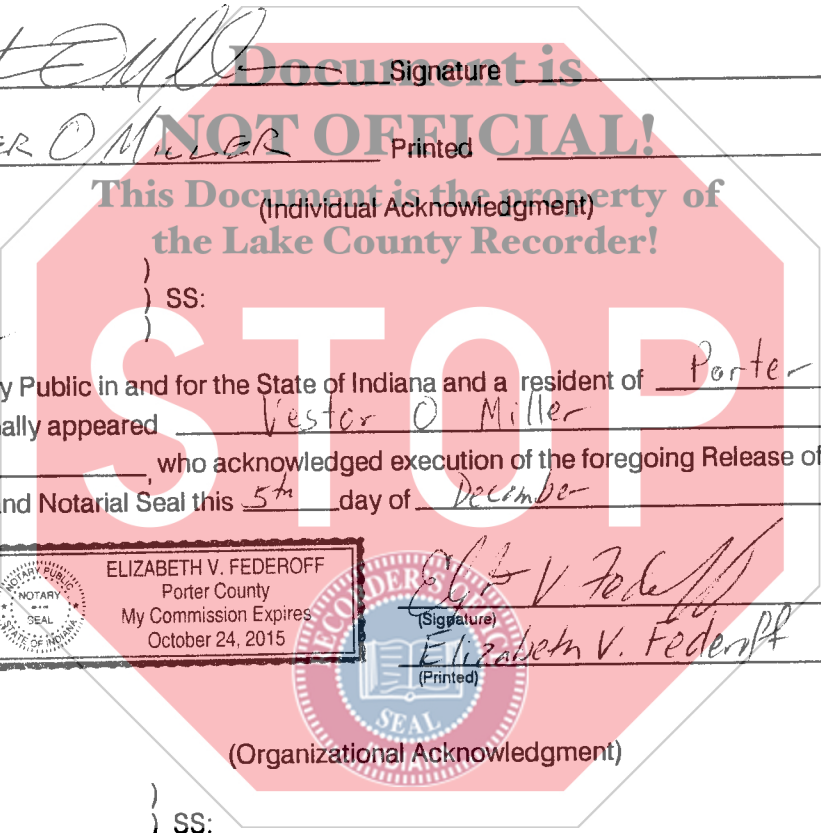 Document is
Signature
NOT OFFICIAL!
ER O MILLER Printed
This Document is the property of
(Individual Acknowledgment)
the Lake County Recorder!
)
) SS:
)
STOP
y Public in and for the State of Indiana and a resident of Porter
ally appeared Vester O Miller
, who acknowledged execution of the foregoing Release of
nd Notarial Seal this 5th day of December
NOTARY PUBLIC
NOTARY
SEAL
STATE OF INDIANA
ELIZABETH V. FEDEROFF
Porter County
My Commission Expires
October 24, 2015
V. Federoff
(Signature)
Elizabeth V. Federoff
(Printed)
SEAL
(Organizational Acknowledgment)
)
) SS: